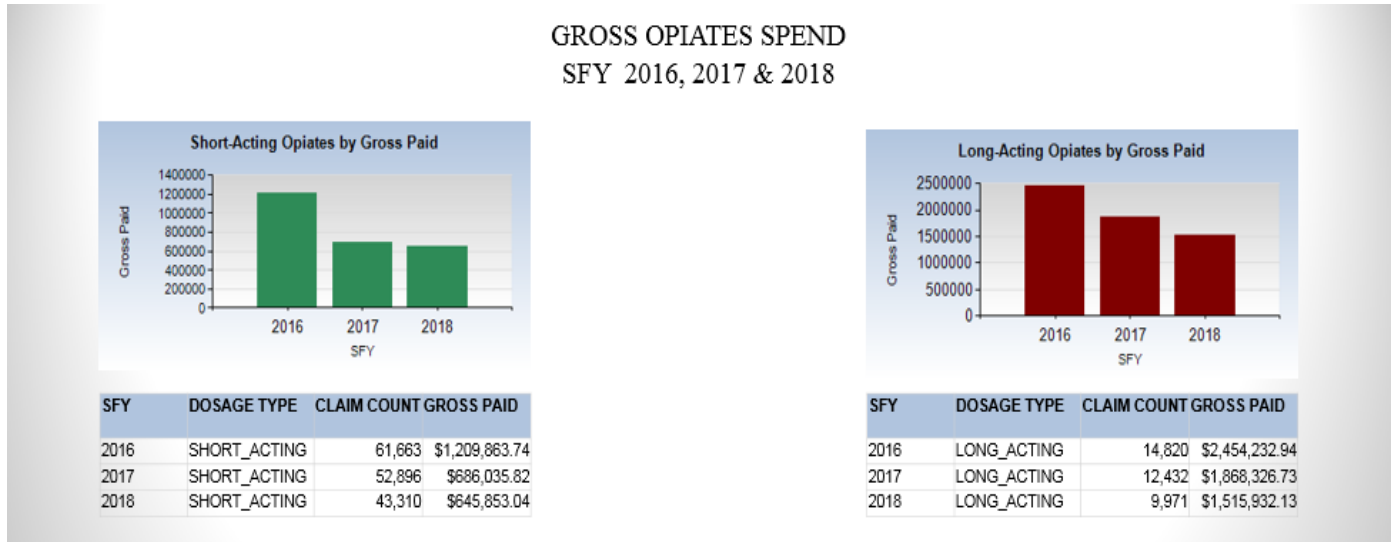 GROSS OPIATES SPEND
SFY 2016, 2017 & 2018
Short-Acting Opiates by Gross Paid
Gross Paid
1400000
1200000
1000000
800000
600000
400000
200000
0
2016 2017 2018
SFY
SFY DOSAGE TYPE CLAIM COUNT GROSS PAID
2016 SHORT_ACTING 61,663 $1,209,863.74
2017 SHORT_ACTING 52,896 $686,035.82
2018 SHORT_ACTING 43,310 $645,853.04
Long-Acting Opiates by Gross Paid
Gross Paid
2500000
2000000
1500000
1000000
500000
0
2016 2017 2018
SFY
SFY DOSAGE TYPE CLAIM COUNT GROSS PAID
2016 LONG_ACTING 14,820 $2,454,232.94
2017 LONG_ACTING 12,432 $1,868,326.73
2018 LONG_ACTING 9,971 $1,515,932.13